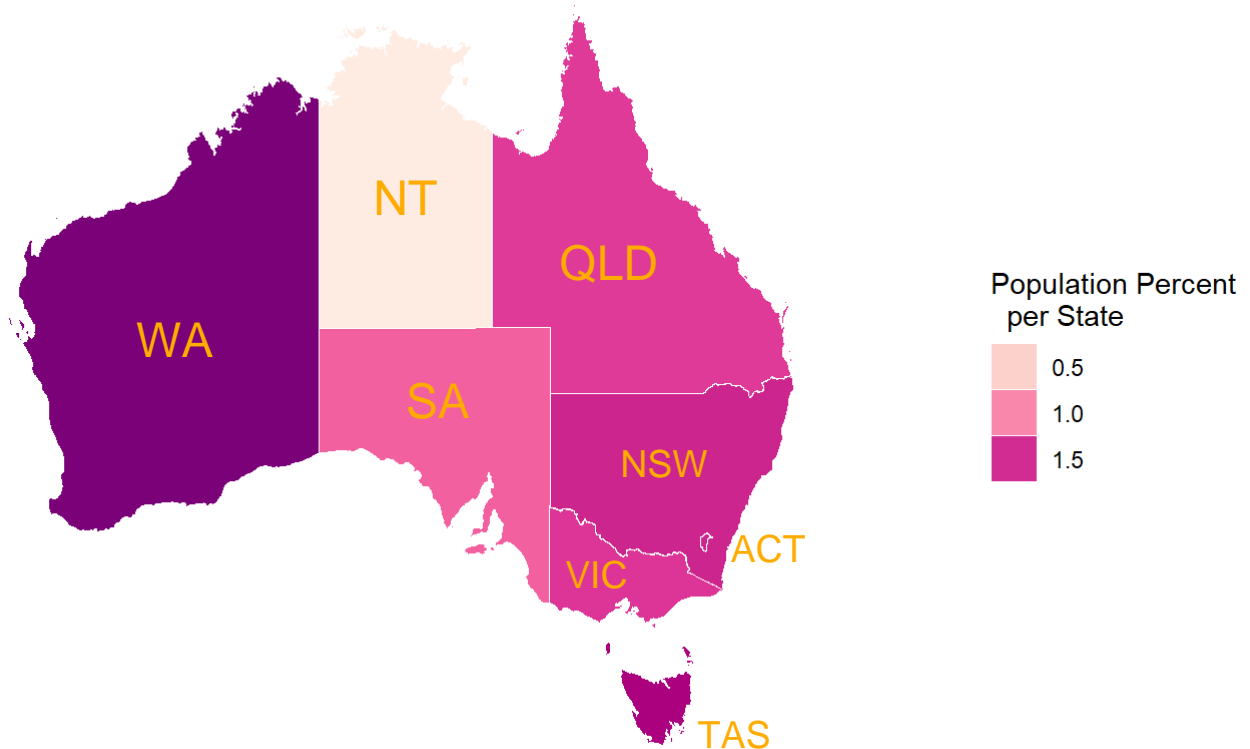 NT
QLD
WA
SA
NSW
ACT
VIC
TAS
Population Percent
per State
0.5
1.0
1.5